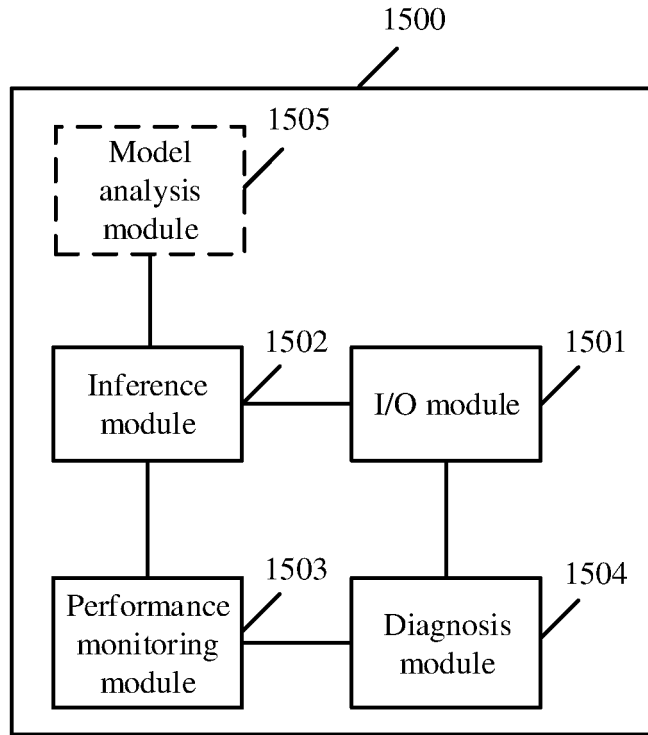 1500
1505
Model
analysis
module
1502
1501
Inference
module
I/O module
1503
1504
Performance
monitoring
module
Diagnosis
module